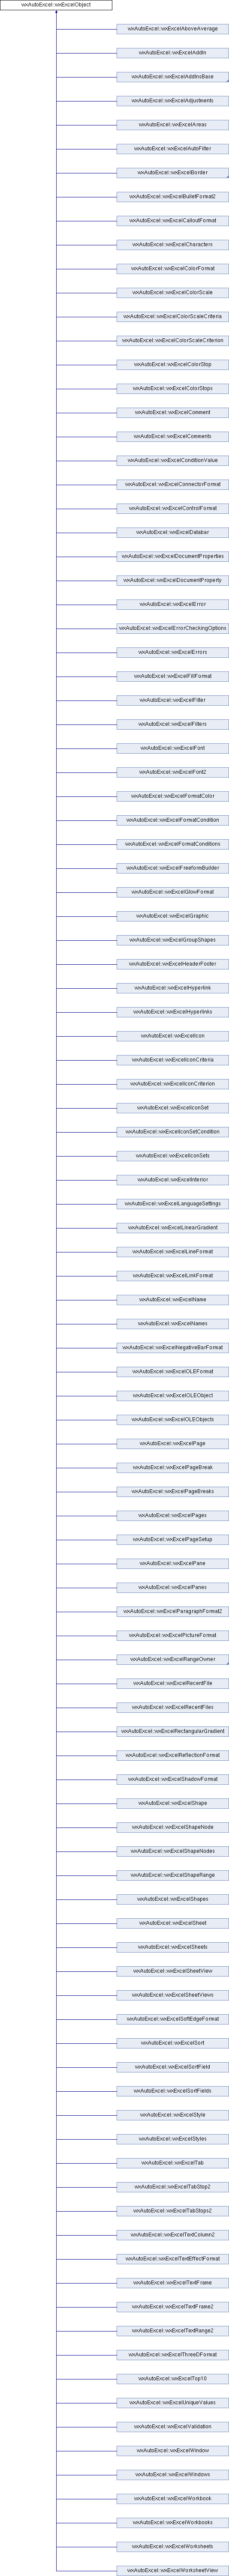 wxAutoExcel::wxExcelObject
wxAutoExcel::wxExcelAboveAverage
wxAutoExcel::wxExcelAddIn
wxAutoExcel::wxExcelAddInsBase
wxAutoExcel::wxExcelAdjustments
wxAutoExcel::wxExcelAreas
wxAutoExcel::wxExcelAutoFilter
wxAutoExcel::wxExcelBorder
wxAutoExcel::wxExcelBulletFormat2
wxAutoExcel::wxExcelCalloutFormat
wxAutoExcel::wxExcelCharacters
wxAutoExcel::wxExcelColorFormat
wxAutoExcel::wxExcelColorScale
wxAutoExcel::wxExcelColorScaleCriteria
wxAutoExcel::wxExcelColorScaleCriterion
wxAutoExcel::wxExcelColorStop
wxAutoExcel::wxExcelColorStops
wxAutoExcel::wxExcelComment
wxAutoExcel::wxExcelComments
wxAutoExcel::wxExcelConditionValue
wxAutoExcel::wxExcelConnectorFormat
wxAutoExcel::wxExcelControlFormat
wxAutoExcel::wxExcelDatabar
wxAutoExcel::wxExcelDocumentProperties
wxAutoExcel::wxExcelDocumentProperty
wxAutoExcel::wxExcelError
wxAutoExcel::wxExcelErrorCheckingOptions
wxAutoExcel::wxExcelErrors
wxAutoExcel::wxExcelFillFormat
wxAutoExcel::wxExcelFilter
wxAutoExcel::wxExcelFilters
wxAutoExcel::wxExcelFont
wxAutoExcel::wxExcelFont2
wxAutoExcel::wxExcelFormatColor
wxAutoExcel::wxExcelFormatCondition
wxAutoExcel::wxExcelFormatConditions
wxAutoExcel::wxExcelFreeformBuilder
wxAutoExcel::wxExcelGlowFormat
wxAutoExcel::wxExcelGraphic
wxAutoExcel::wxExcelGroupShapes
wxAutoExcel::wxExcelHeaderFooter
wxAutoExcel::wxExcelHyperlink
wxAutoExcel::wxExcelHyperlinks
wxAutoExcel::wxExcelIcon
wxAutoExcel::wxExcelIconCriteria
wxAutoExcel::wxExcelIconCriterion
wxAutoExcel::wxExcelIconSet
wxAutoExcel::wxExcelIconSetCondition
wxAutoExcel::wxExcelIconSets
wxAutoExcel::wxExcelInterior
wxAutoExcel::wxExcelLanguageSettings
wxAutoExcel::wxExcelLinearGradient
wxAutoExcel::wxExcelLineFormat
wxAutoExcel::wxExcelLinkFormat
wxAutoExcel::wxExcelName
wxAutoExcel::wxExcelNames
wxAutoExcel::wxExcelNegativeBarFormat
wxAutoExcel::wxExcelOLEFormat
wxAutoExcel::wxExcelOLEObject
wxAutoExcel::wxExcelOLEObjects
wxAutoExcel::wxExcelPage
wxAutoExcel::wxExcelPageBreak
wxAutoExcel::wxExcelPageBreaks
wxAutoExcel::wxExcelPages
wxAutoExcel::wxExcelPageSetup
wxAutoExcel::wxExcelPane
wxAutoExcel::wxExcelPanes
wxAutoExcel::wxExcelParagraphFormat2
wxAutoExcel::wxExcelPictureFormat
wxAutoExcel::wxExcelRangeOwner
wxAutoExcel::wxExcelRecentFile
wxAutoExcel::wxExcelRecentFiles
wxAutoExcel::wxExcelRectangularGradient
wxAutoExcel::wxExcelReflectionFormat
wxAutoExcel::wxExcelShadowFormat
wxAutoExcel::wxExcelShape
wxAutoExcel::wxExcelShapeNode
wxAutoExcel::wxExcelShapeNodes
wxAutoExcel::wxExcelShapeRange
wxAutoExcel::wxExcelShapes
wxAutoExcel::wxExcelSheet
wxAutoExcel::wxExcelSheets
wxAutoExcel::wxExcelSheetView
wxAutoExcel::wxExcelSheetViews
wxAutoExcel::wxExcelSoftEdgeFormat
wxAutoExcel::wxExcelSort
wxAutoExcel::wxExcelSortField
wxAutoExcel::wxExcelSortFields
wxAutoExcel::wxExcelStyle
wxAutoExcel::wxExcelStyles
wxAutoExcel::wxExcelTab
wxAutoExcel::wxExcelTabStop2
wxAutoExcel::wxExcelTabStops2
wxAutoExcel::wxExcelTextColumn2
wxAutoExcel::wxExcelTextEffectFormat
wxAutoExcel::wxExcelTextFrame
wxAutoExcel::wxExcelTextFrame2
wxAutoExcel::wxExcelTextRange2
wxAutoExcel::wxExcelThreeDFormat
wxAutoExcel::wxExcelTop10
wxAutoExcel::wxExcelUniqueValues
wxAutoExcel::wxExcelValidation
wxAutoExcel::wxExcelWindow
wxAutoExcel::wxExcelWindows
wxAutoExcel::wxExcelWorkbook
wxAutoExcel::wxExcelWorkbooks
wxAutoExcel::wxExcelWorksheets
wxAutoExcel::wxExcelWorksheetView